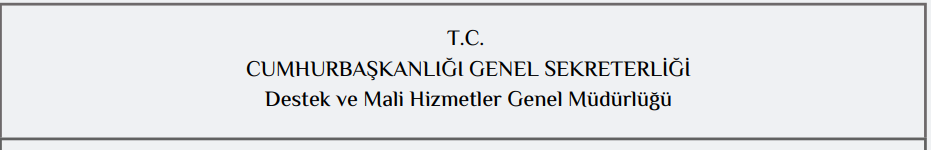 T.C.
CUMHURBAŞKANLIĞI GENEL SEKRETERLİĞİ
Destek ve Mali Hizmetler Genel Müdürlüğü